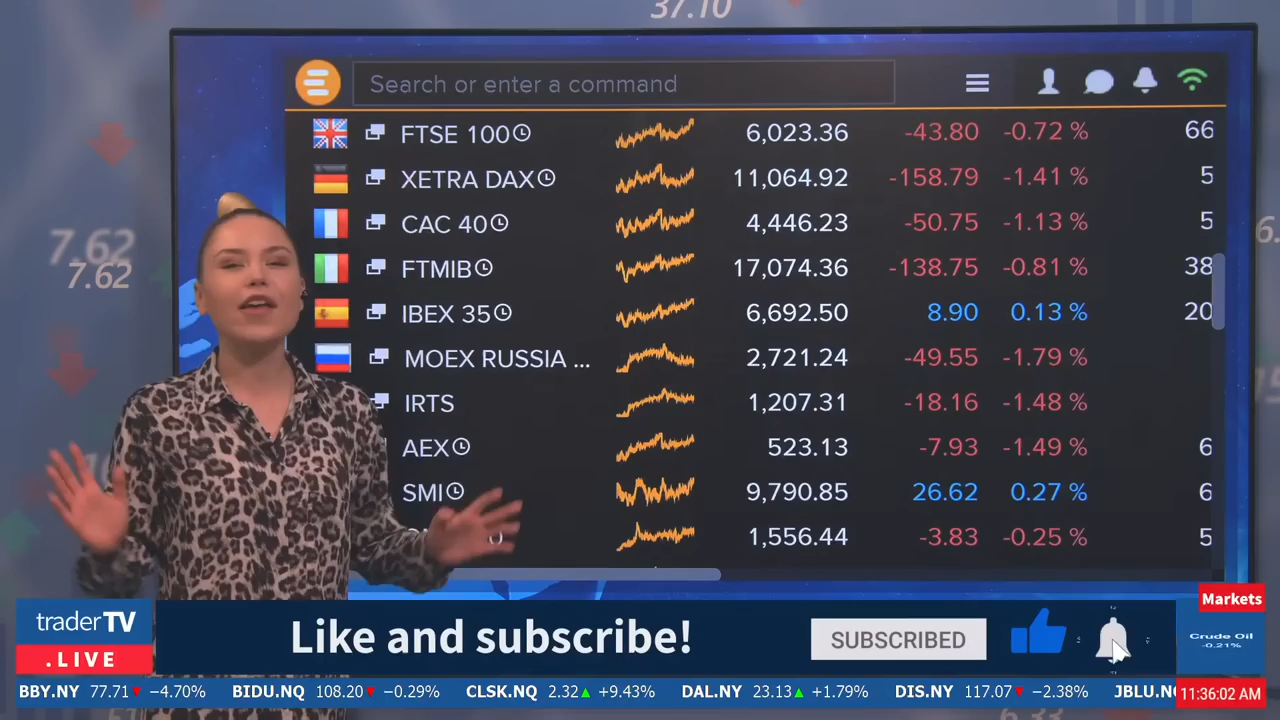 37.10
Search or enter a command
FTSE 100 6,023.36 -43.80 -0.72 % 66
XETRA DAX 11,064.92 -158.79 -1.41 % 5
CAC 40 4,446.23 -50.75 -1.13 % 5
FTMIB 17,074.36 -138.75 -0.81 % 38
IBEX 35 6,692.50 8.90 0.13 % 20
MOEX RUSSIA ... 2,721.24 -49.55 -1.79 %
IRTS 1,207.31 -18.16 -1.48 %
AEX 523.13 -7.93 -1.49 % 6
SMI 9,790.85 26.62 0.27 % 6
1,556.44 -3.83 -0.25 % 5
7.62
7.62
Markets
traderTV
.LIVE
Like and subscribe!
SUBSCRIBED
Crude Oil
-0.21%
BBY.NY 77.71 −4.70% BIDU.NQ 108.20 −0.29% CLSK.NQ 2.32 +9.43% DAL.NY 23.13 +1.79% DIS.NY 117.07 −2.38% JBLU.N
11:36:02 AM